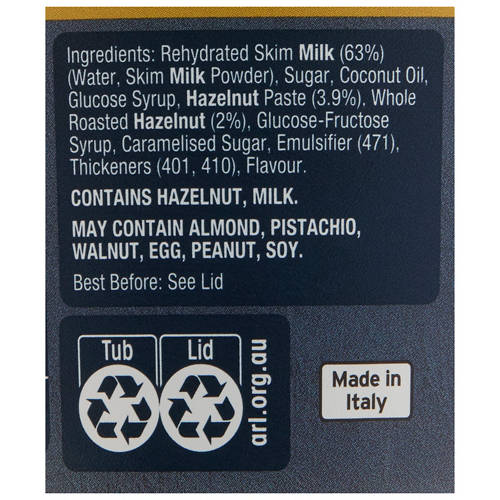 Ingredients: Rehydrated Skim Milk (63%)
(Water, Skim Milk Powder), Sugar, Coconut Oil,
Glucose Syrup, Hazelnut Paste (3.9%), Whole
Roasted Hazelnut (2%), Glucose-Fructose
Syrup, Caramelised Sugar, Emulsifier (471),
Thickeners (401, 410), Flavour.
CONTAINS HAZELNUT, MILK.
MAY CONTAIN ALMOND, PISTACHIO,
WALNUT, EGG, PEANUT, SOY.
Best Before: See Lid
Tub
Lid
arl.org.au
Made in
Italy